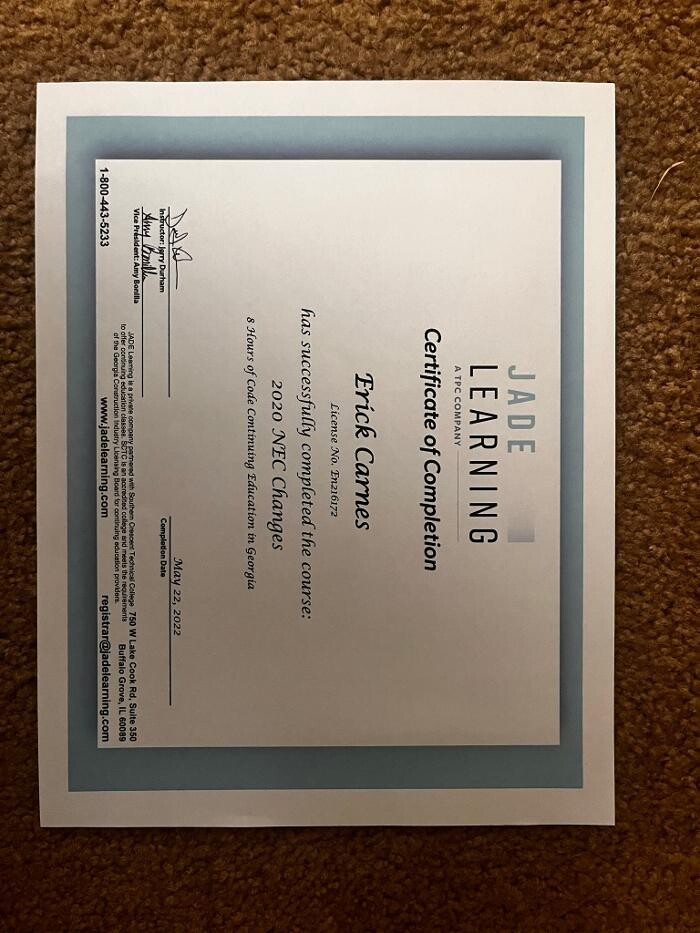 JADE
LEARNING
A TPC COMPANY
Certificate of Completion
Erick Carnes
License No. En216172
has successfully completed the course:
2020 NEC Changes
8 Hours of Code Continuing Education in Georgia
May 22, 2022
Instructor: Jerry Durham
Completion Date
Amy Bonilla
Vice President: Amy Bonilla
JADE Learning is a private company partnered with Southern Crescent Technical College.
to offer continuing education classes. SCTC is an accredited college and meets the requirements
of the Georgia Construction Industry Licensing Board for continuing education providers.
750 W Lake Cook Rd, Suite 350
Buffalo Grove, IL 60089
1-800-443-5233
www.jadelearning.com
registrar@jadelearning.com